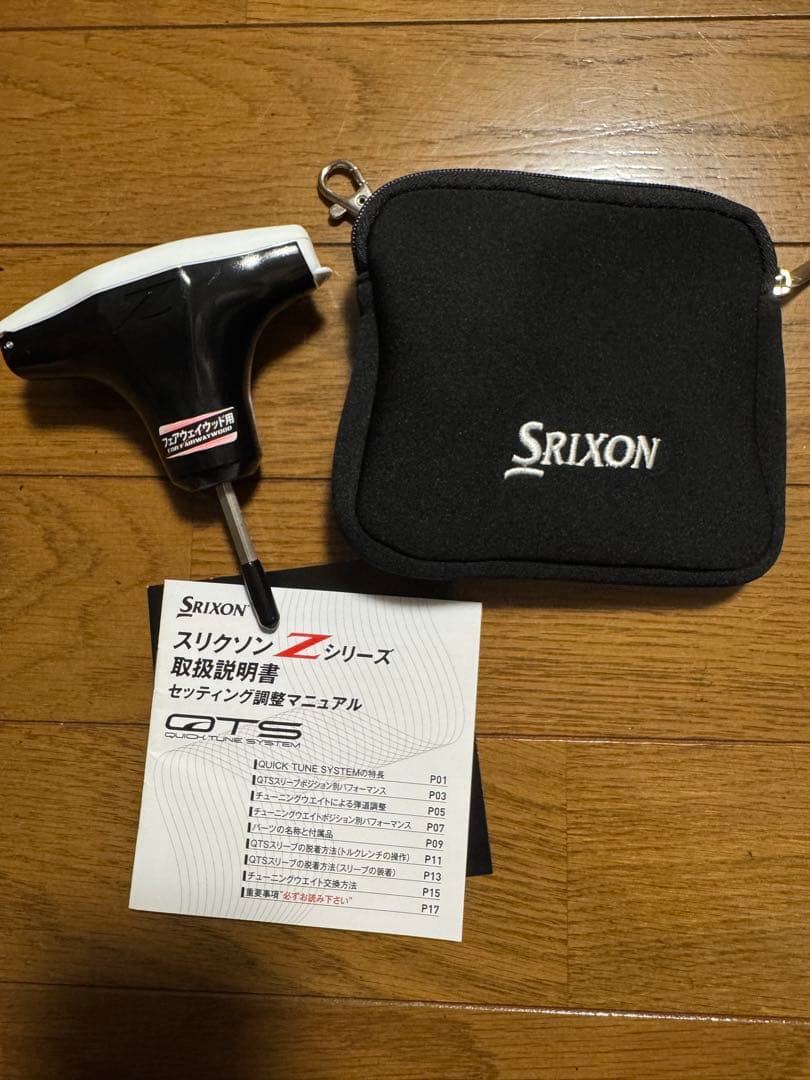 Z
フェアウェイウッド用
FOR FAIRWAYWOOD
SRIXON
SRIXON
スリクソン Z シリーズ
取扱説明書
セッティング調整マニュアル
QTS
QUICK TUNE SYSTEM
QUICK TUNE SYSTEMの特長 P01
QTSスリーブポジション別パフォーマンス P03
チューニングウエイトによる弾道調整 P05
チューニングウエイトポジション別パフォーマンス P07
パーツの名称と付属品 P09
QTSスリーブの脱着方法(トルクレンチの操作) P11
QTSスリーブの脱着方法(スリーブの装着) P13
チューニングウエイト交換方法 P15
重要事項"必ずお読み下さい" P17